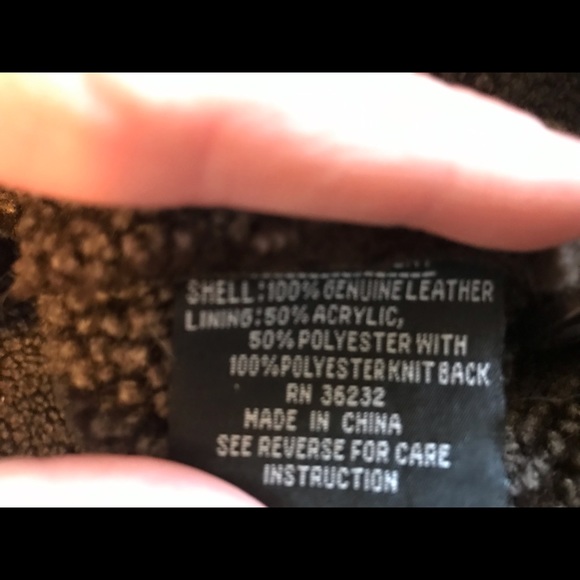 SHELL:100% GENUINE LEATHER
LINING:50% ACRYLIC,
50% POLYESTER WITH
100%POLYESTER KNIT BACK
RN 36232
MADE IN CHINA
SEE REVERSE FOR CARE
INSTRUCTION